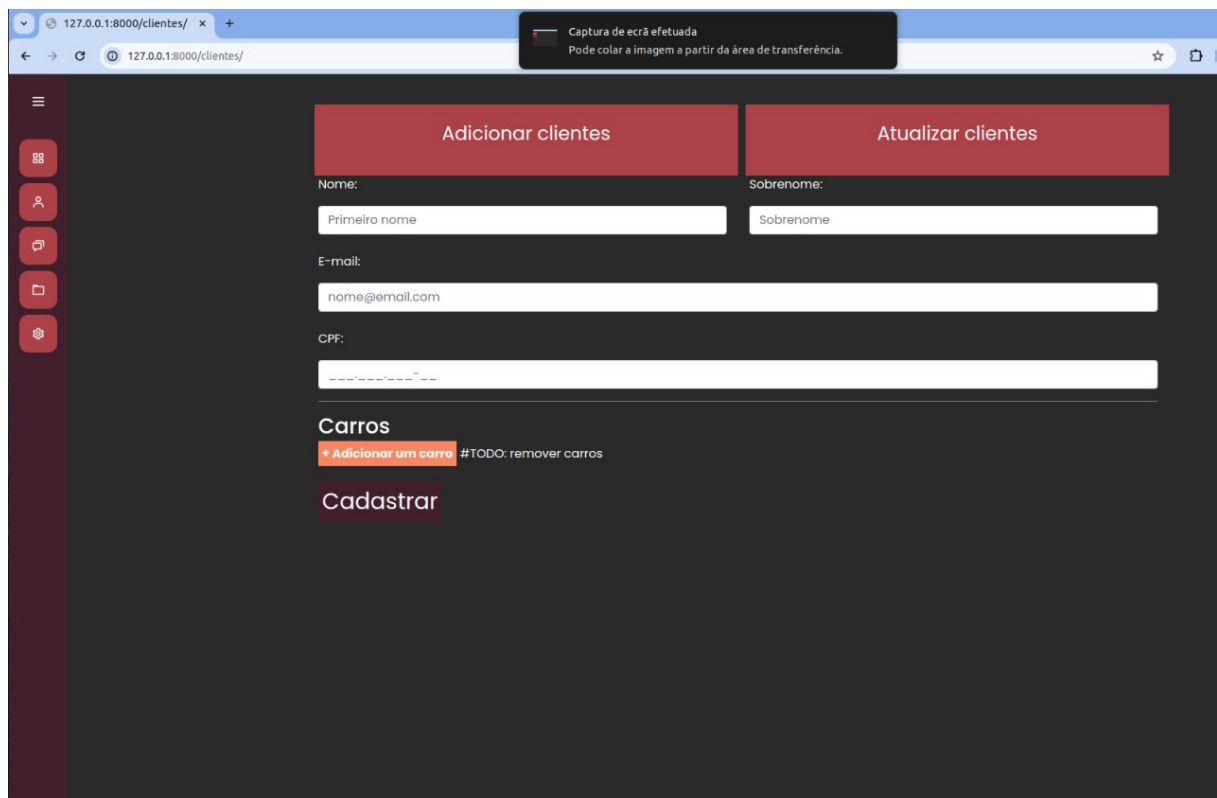 127.0.0.1:8000/clientes/
Captura de ecrã efetuada
Pode colar a imagem a partir da área de transferência.
127.0.0.1:8000/clientes/
Adicionar clientes
Atualizar clientes
Nome:
Sobrenome:
Primeiro nome
Sobrenome
E-mail:
nome@email.com
CPF:
___.___.___-__
Carros
+ Adicionar um carro #TODO: remover carros
Cadastrar